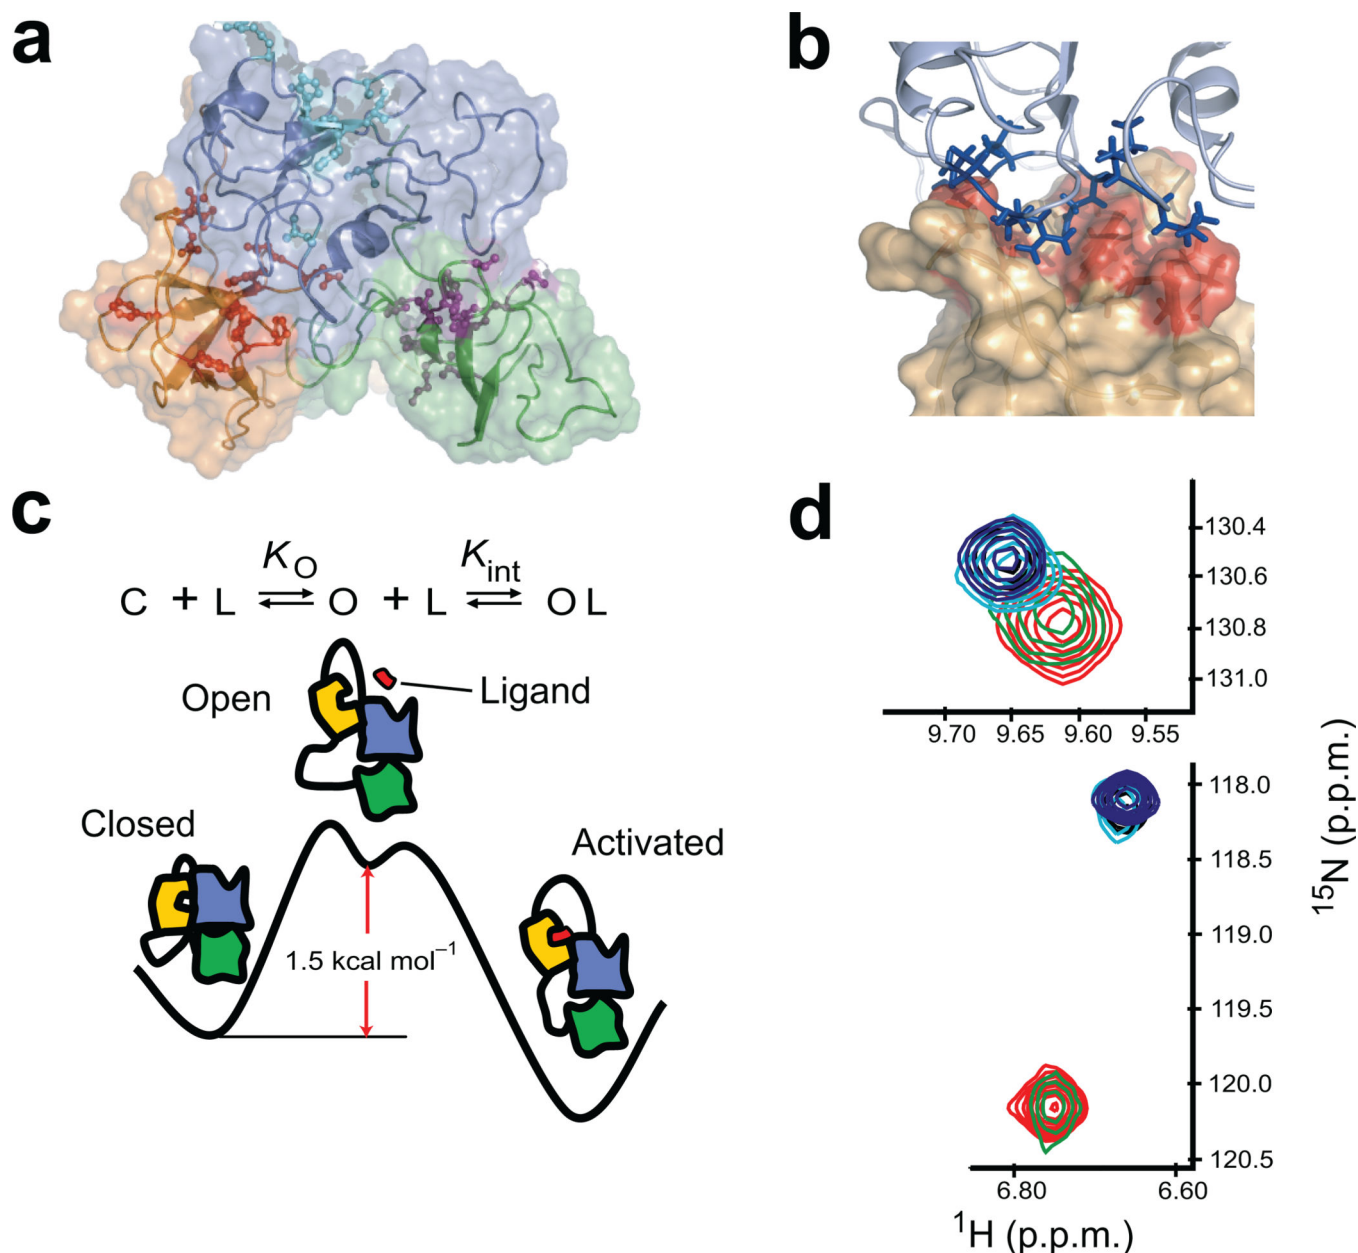 a
b
c
K_O K_int
C + L ⇌ O + L ⇌ O L
Open
Ligand
Closed
Activated
1.5 kcal mol⁻¹
d
130.4
130.6
130.8
131.0
9.70 9.65 9.60 9.55
118.0
118.5
119.0
119.5
120.0
120.5
¹⁵N (p.p.m.)
6.80 6.60
¹H (p.p.m.)